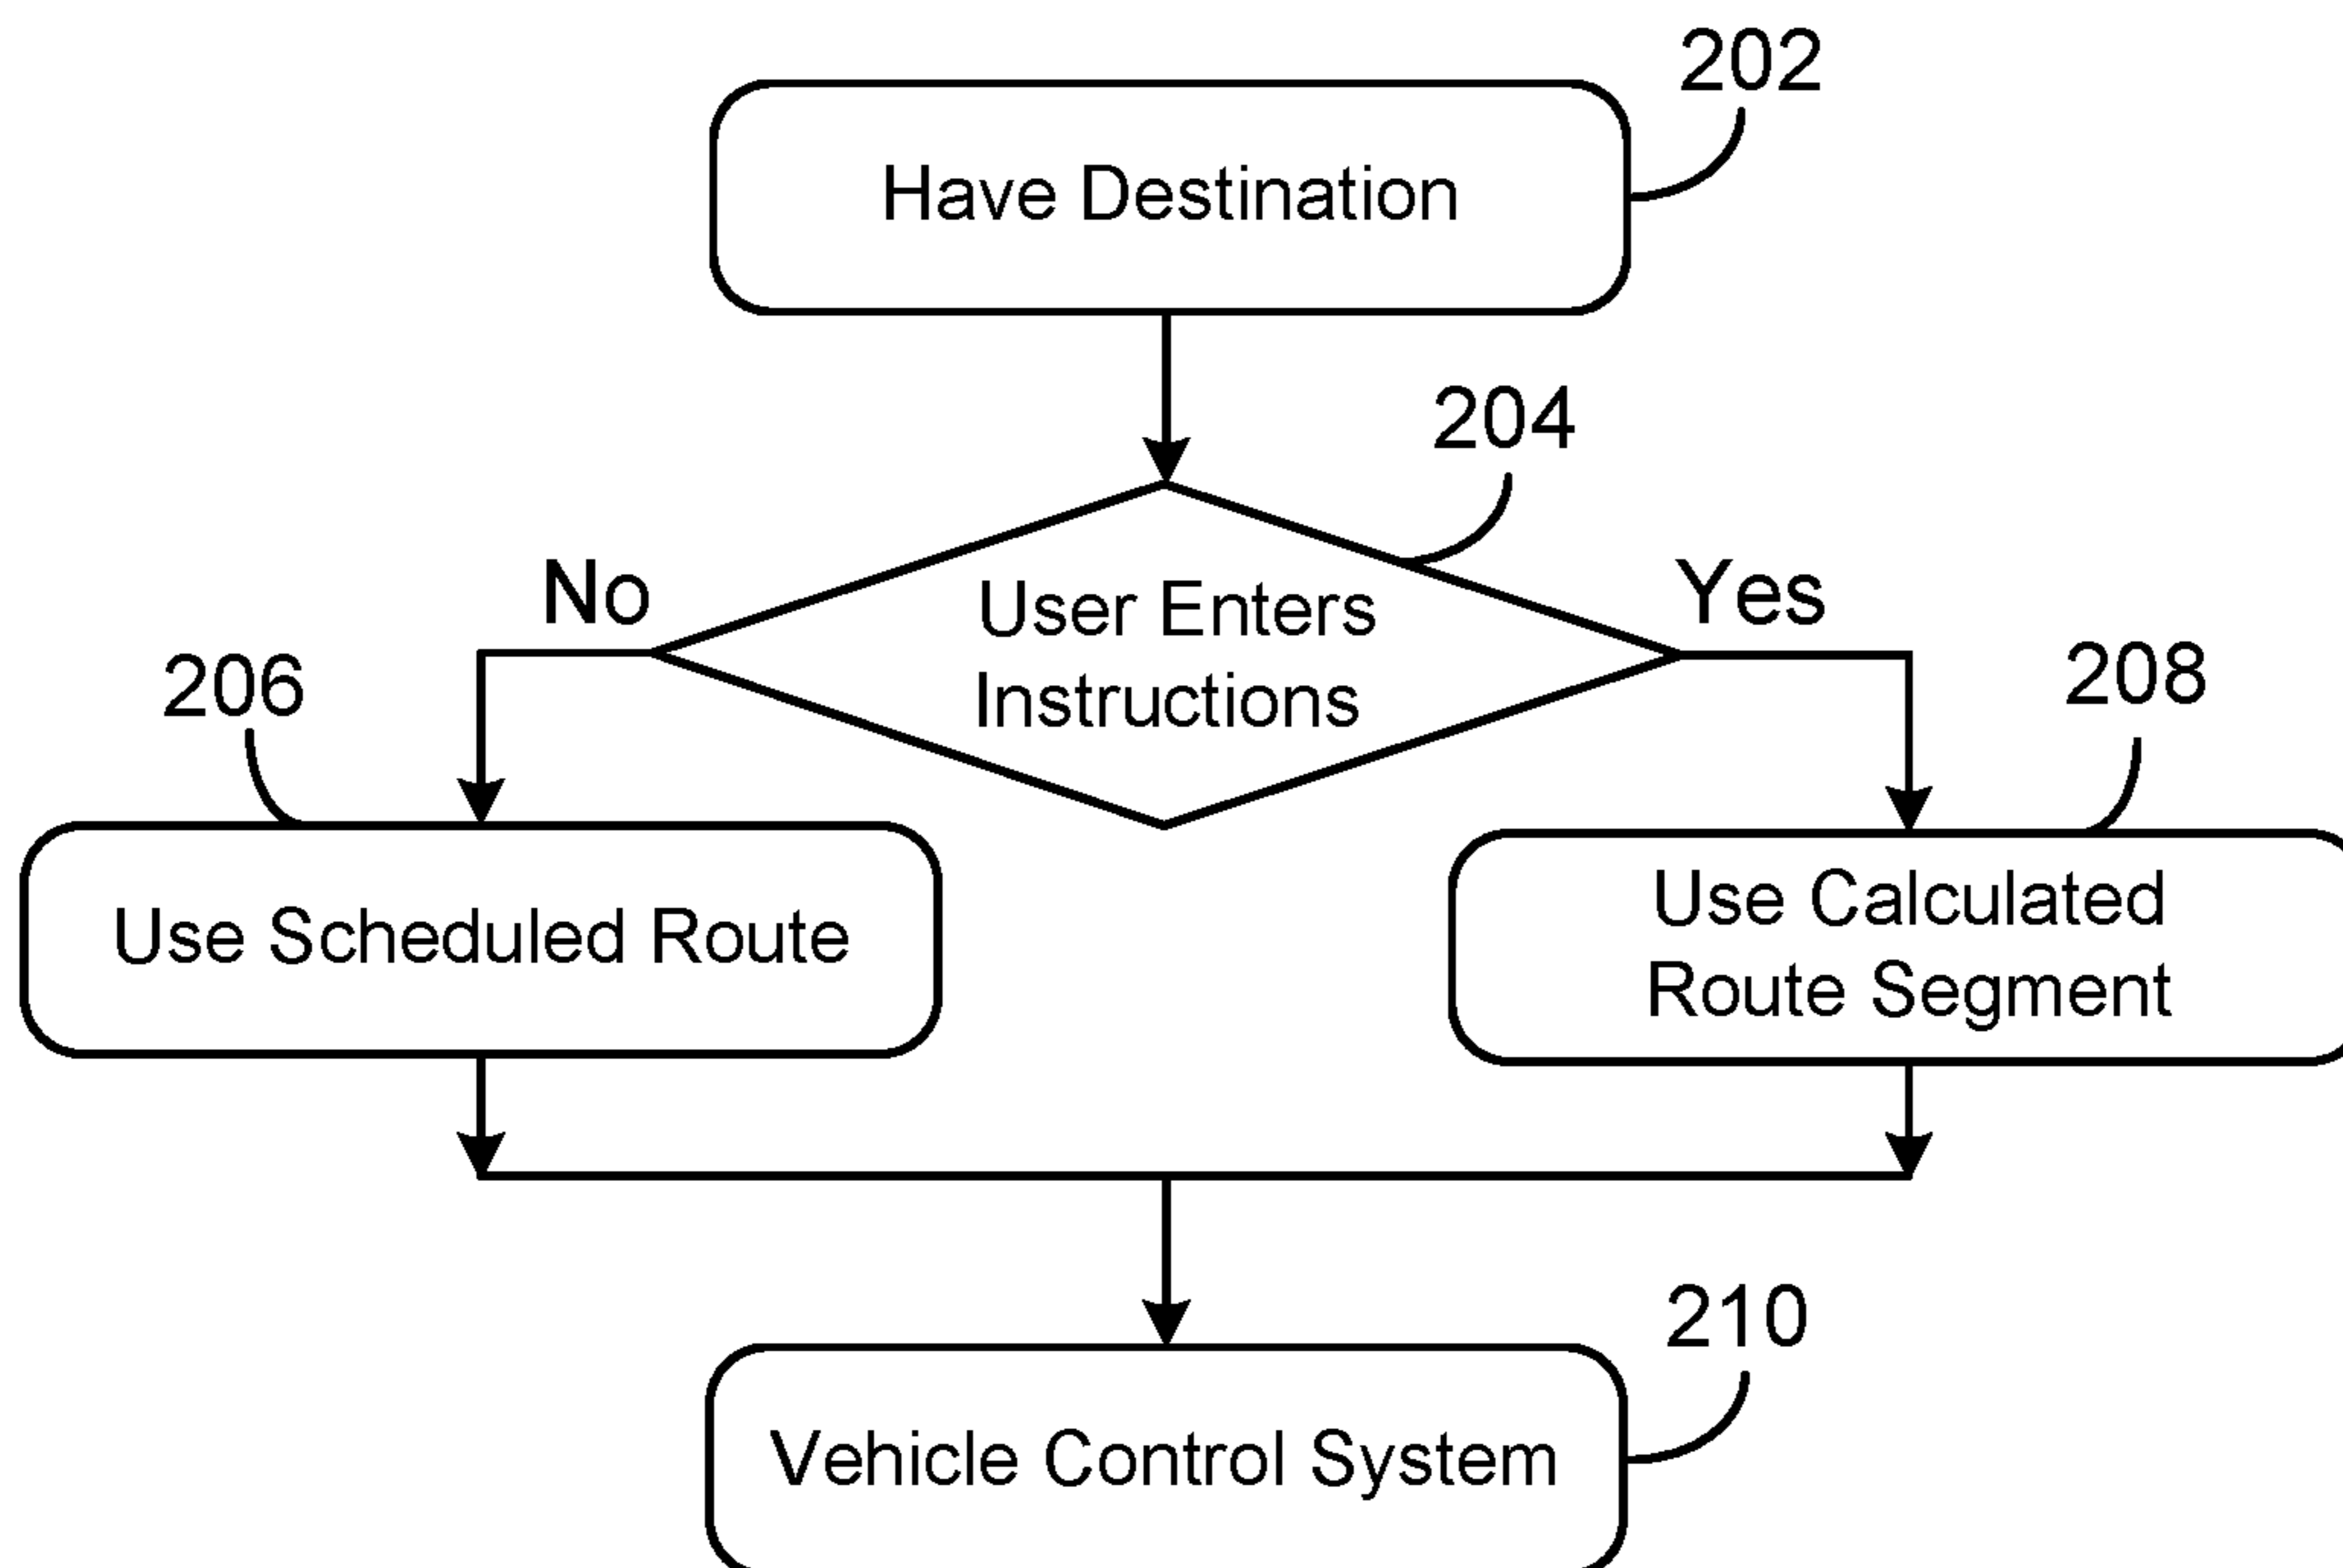 202
Have Destination
204
No
User Enters
Instructions
Yes
206
208
Use Scheduled Route
Use Calculated
Route Segment
210
Vehicle Control System